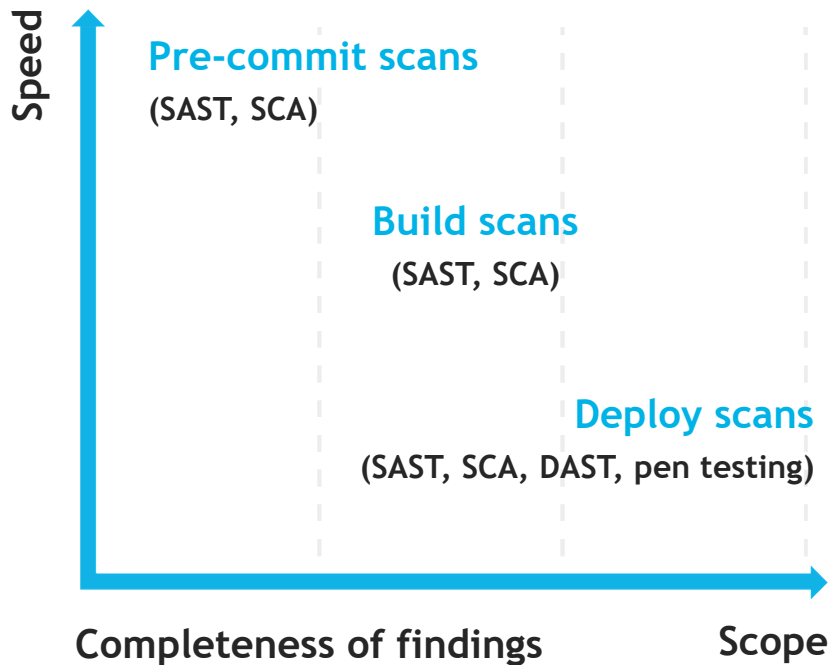 Speed
Pre-commit scans
(SAST, SCA)
Build scans
(SAST, SCA)
Deploy scans
(SAST, SCA, DAST, pen testing)
Completeness of findings
Scope